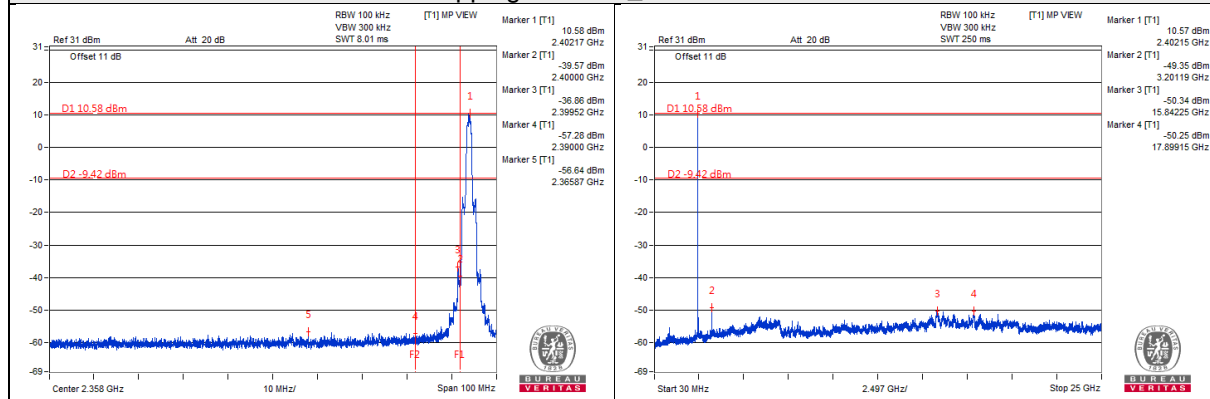 RBW 100 kHz [T1] MP VIEW
VBW 300 kHz
Ref 31 dBm Att 20 dB SWT 8.01 ms
Offset 11 dB
Marker 1 [T1]
10.58 dBm
2.40217 GHz
Marker 2 [T1]
-39.57 dBm
2.40000 GHz
Marker 3 [T1]
-36.86 dBm
2.39952 GHz
Marker 4 [T1]
-57.28 dBm
2.39000 GHz
Marker 5 [T1]
-56.64 dBm
2.36587 GHz
31
20
10
0
-10
-20
-30
-40
-50
-60
-69
D1 10.58 dBm
D2 -9.42 dBm
1
3
2
5
4
F2
F1
Center 2.358 GHz 10 MHz/ Span 100 MHz
BUREAU VERITAS
1828
BUREAU
VERITAS
RBW 100 kHz [T1] MP VIEW
VBW 300 kHz
Ref 31 dBm Att 20 dB SWT 250 ms
Offset 11 dB
Marker 1 [T1]
10.57 dBm
2.40215 GHz
Marker 2 [T1]
-49.35 dBm
3.20119 GHz
Marker 3 [T1]
-50.34 dBm
15.84225 GHz
Marker 4 [T1]
-50.25 dBm
17.89915 GHz
31
20
10
0
-10
-20
-30
-40
-50
-60
-69
1
D1 10.58 dBm
D2 -9.42 dBm
2
3
4
Start 30 MHz 2.497 GHz/ Stop 25 GHz
BUREAU VERITAS
1828
BUREAU
VERITAS